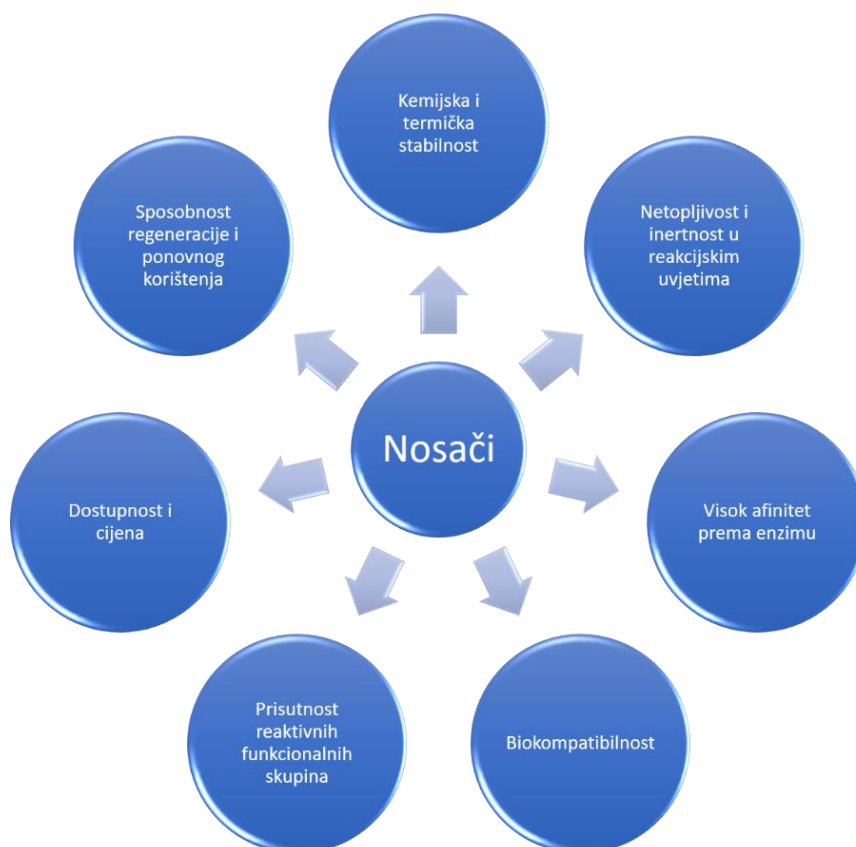 Kemijska i
termička
stabilnost
Sposobnost
regeneracije i
ponovnog
korištenja
Netopljivost i
inertnost u
reakcijskim
uvjetima
Nosači
Dostupnost i
cijena
Visok afinitet
prema enzimu
Prisutnost
reaktivnih
funkcionalnih
skupina
Biokompatibilnost